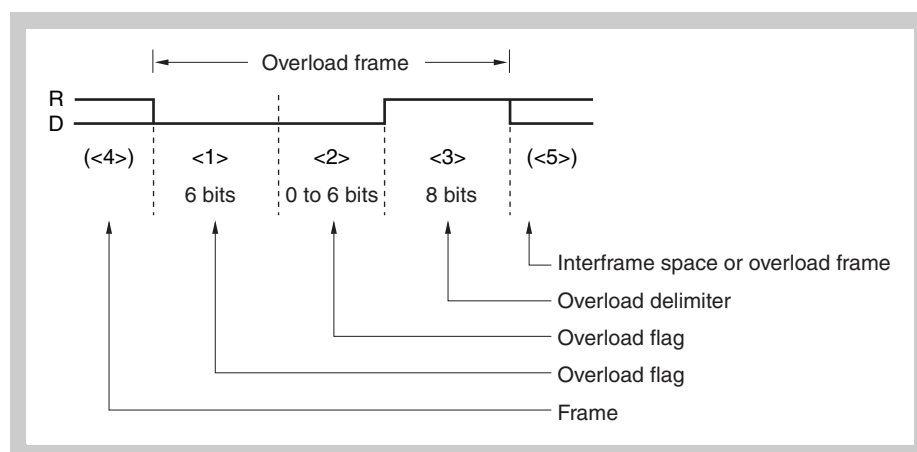 Overload frame
R
D
(<4>) <1> <2> <3> (<5>)
6 bits 0 to 6 bits 8 bits
Interframe space or overload frame
Overload delimiter
Overload flag
Overload flag
Frame